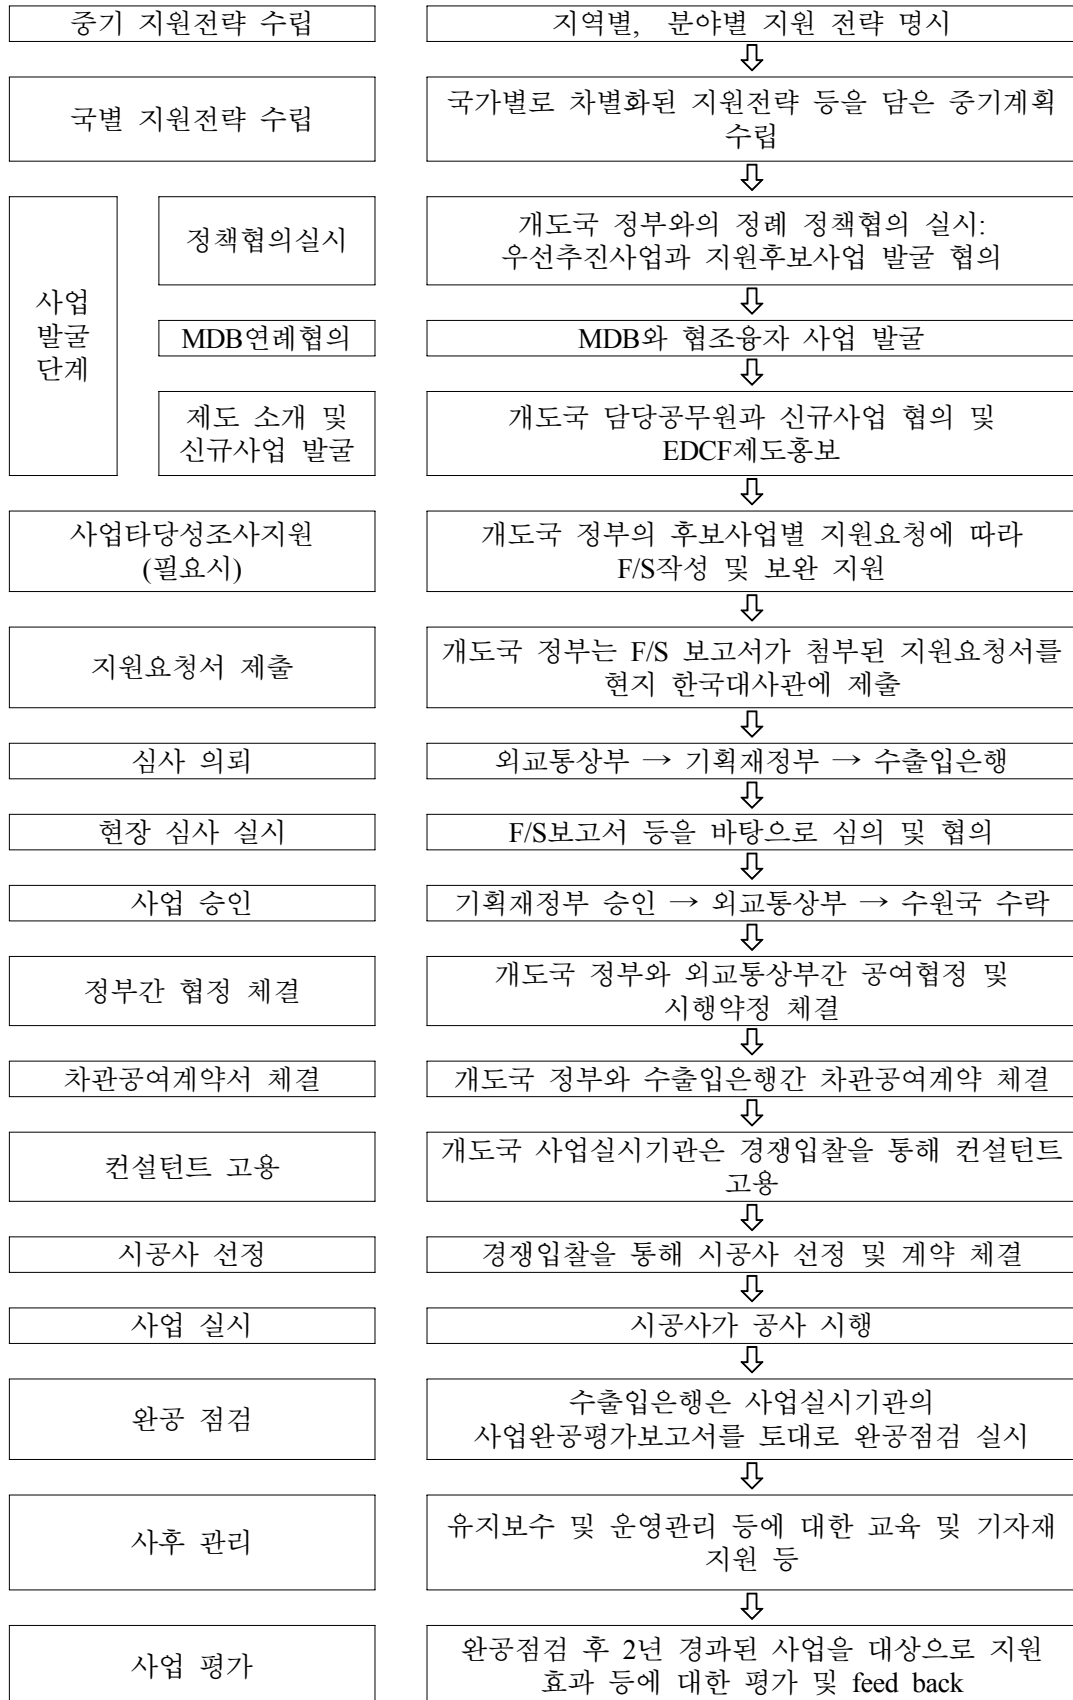 중기 지원전략 수립
지역별, 분야별 지원 전략 명시
국별 지원전략 수립
국가별로 차별화된 지원전략 등을 담은 중기계획
수립
사업
발굴
단계
정책협의실시
개도국 정부와의 정례 정책협의 실시:
우선추진사업과 지원후보사업 발굴 협의
MDB연례협의
MDB와 협조융자 사업 발굴
제도 소개 및
신규사업 발굴
개도국 담당공무원과 신규사업 협의 및
EDCF제도홍보
사업타당성조사지원
(필요시)
개도국 정부의 후보사업별 지원요청에 따라
F/S작성 및 보완 지원
지원요청서 제출
개도국 정부는 F/S 보고서가 첨부된 지원요청서를
현지 한국대사관에 제출
심사 의뢰
외교통상부 → 기획재정부 → 수출입은행
현장 심사 실시
F/S보고서 등을 바탕으로 심의 및 협의
사업 승인
기획재정부 승인 → 외교통상부 → 수원국 수락
정부간 협정 체결
개도국 정부와 외교통상부간 공여협정 및
시행약정 체결
차관공여계약서 체결
개도국 정부와 수출입은행간 차관공여계약 체결
컨설턴트 고용
개도국 사업실시기관은 경쟁입찰을 통해 컨설턴트
고용
시공사 선정
경쟁입찰을 통해 시공사 선정 및 계약 체결
사업 실시
시공사가 공사 시행
완공 점검
수출입은행은 사업실시기관의
사업완공평가보고서를 토대로 완공점검 실시
사후 관리
유지보수 및 운영관리 등에 대한 교육 및 기자재
지원 등
사업 평가
완공점검 후 2년 경과된 사업을 대상으로 지원
효과 등에 대한 평가 및 feed back